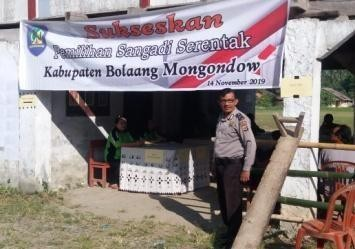 Sukseskan
Pemilihan Sangadi Serentak
Kabupaten Bolaang Mongondow
14 November 2019